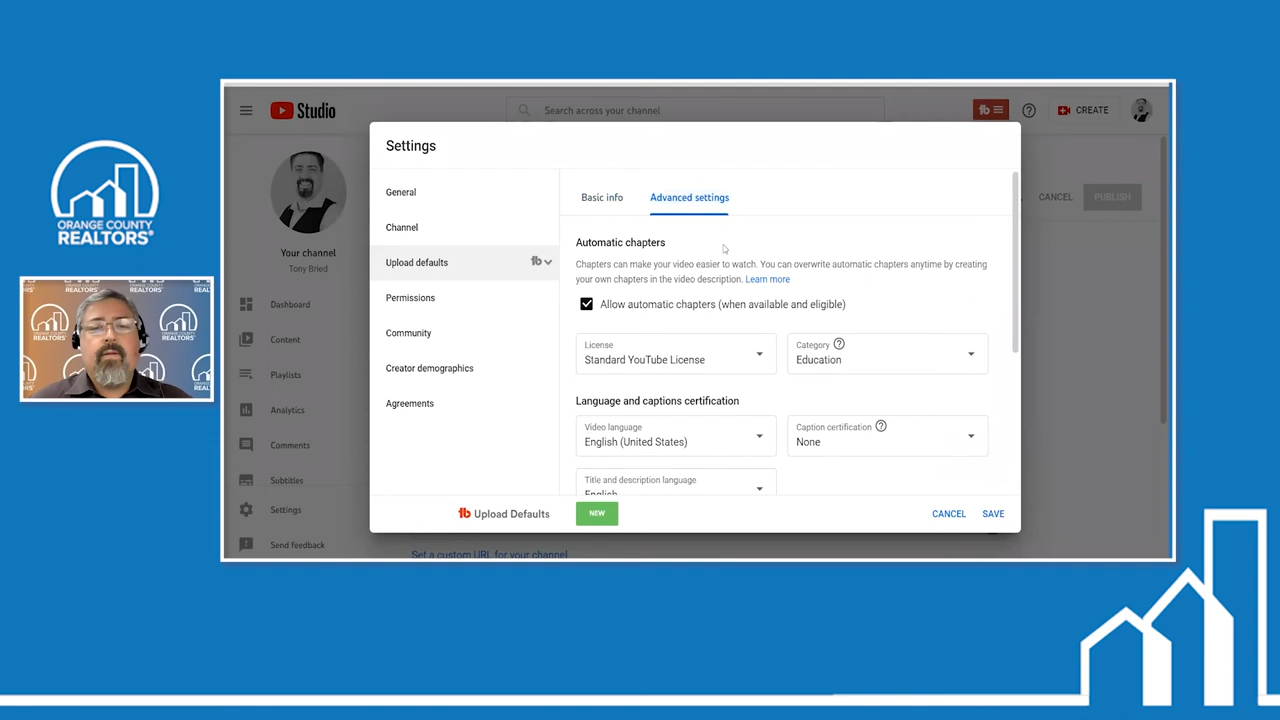 ORANGE COUNTY
REALTORS®
Studio
Search across your channel
CREATE
Your channel
Tony Bried
Dashboard
Content
Playlists
Analytics
Comments
Subtitles
Settings
Send feedback
CANCEL
PUBLISH
Set a custom URL for your channel
Settings
General
Channel
Upload defaults
Permissions
Community
Creator demographics
Agreements
Basic info
Advanced settings
Automatic chapters
Chapters can make your video easier to watch. You can overwrite automatic chapters anytime by creating
your own chapters in the video description. Learn more
Allow automatic chapters (when available and eligible)
License
Standard YouTube License
Category
Education
Language and captions certification
Video language
English (United States)
Caption certification
None
Title and description language
English
Upload Defaults
NEW
CANCEL
SAVE